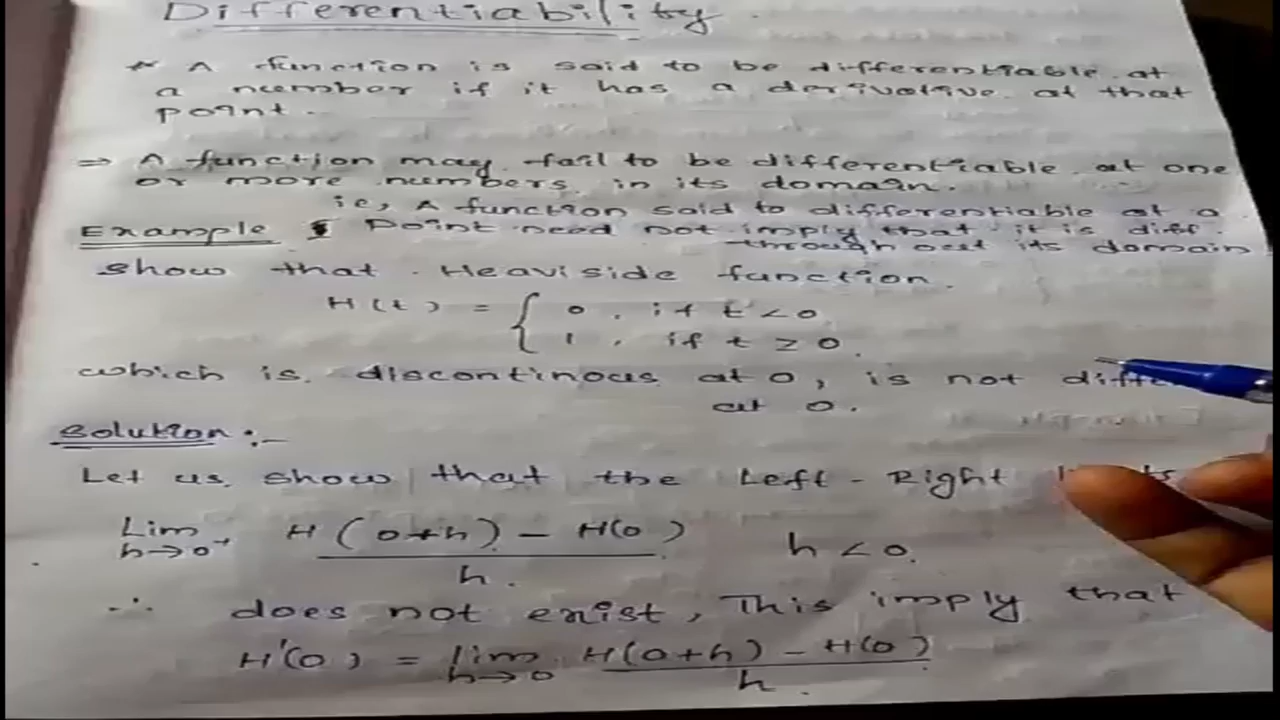 Differentiability
* A function is said to be differentiable at
a number if it has a derivative at that
point.
⇒ A function may fail to be differentiable at one
or more numbers in its domain.
ie, A function said to differentiable at a
Example Point need not imply that it is diff.
through out its domain
Show that Heaviside function.
H(t) = { 0, if t < 0
1, if t ≥ 0.
which is discontinous at 0, is not
at 0.
Solution :-
Let us show that the Left - Right
Lim h→0⁺ H(0+h) - H(0) / h. h < 0.
∴ does not exist, This imply that
H'(0) = lim h→0 H(0+h) - H(0) / h.